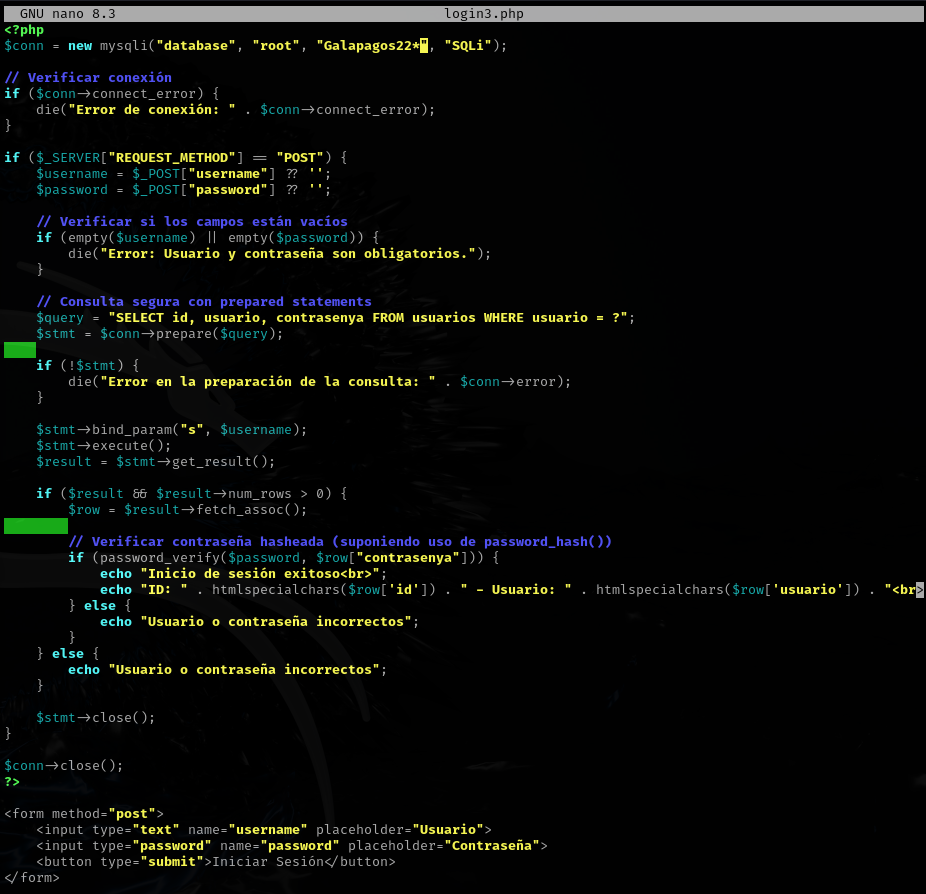 GNU nano 8.3 login3.php
<?php
$conn = new mysqli("database", "root", "Galapagos22*", "SQLi");
// Verificar conexión
if ($conn->connect_error) {
    die("Error de conexión: " . $conn->connect_error);
}
if ($_SERVER["REQUEST_METHOD"] == "POST") {
    $username = $_POST["username"] ?? '';
    $password = $_POST["password"] ?? '';
    // Verificar si los campos están vacíos
    if (empty($username) || empty($password)) {
        die("Error: Usuario y contraseña son obligatorios.");
    }
    // Consulta segura con prepared statements
    $query = "SELECT id, usuario, contrasenya FROM usuarios WHERE usuario = ?";
    $stmt = $conn->prepare($query);
    if (!$stmt) {
        die("Error en la preparación de la consulta: " . $conn->error);
    }
    $stmt->bind_param("s", $username);
    $stmt->execute();
    $result = $stmt->get_result();
    if ($result && $result->num_rows > 0) {
        $row = $result->fetch_assoc();
        // Verificar contraseña hasheada (suponiendo uso de password_hash())
        if (password_verify($password, $row["contrasenya"])) {
            echo "Inicio de sesión exitoso<br>";
            echo "ID: " . htmlspecialchars($row['id']) . " - Usuario: " . htmlspecialchars($row['usuario']) . "<br>
        } else {
            echo "Usuario o contraseña incorrectos";
        }
    } else {
        echo "Usuario o contraseña incorrectos";
    }
    $stmt->close();
}
$conn->close();
?>
<form method="post">
    <input type="text" name="username" placeholder="Usuario">
    <input type="password" name="password" placeholder="Contraseña">
    <button type="submit">Iniciar Sesión</button>
</form>